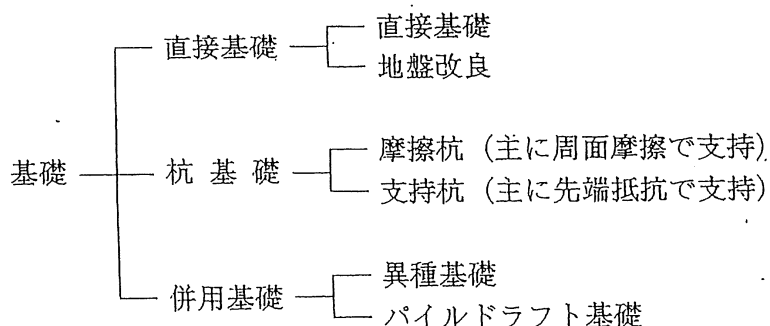 直接基礎
直接基礎
地盤改良
摩擦杭（主に周面摩擦で支持）
基礎
杭基礎
支持杭（主に先端抵抗で支持）
異種基礎
併用基礎
パイルドラフト基礎